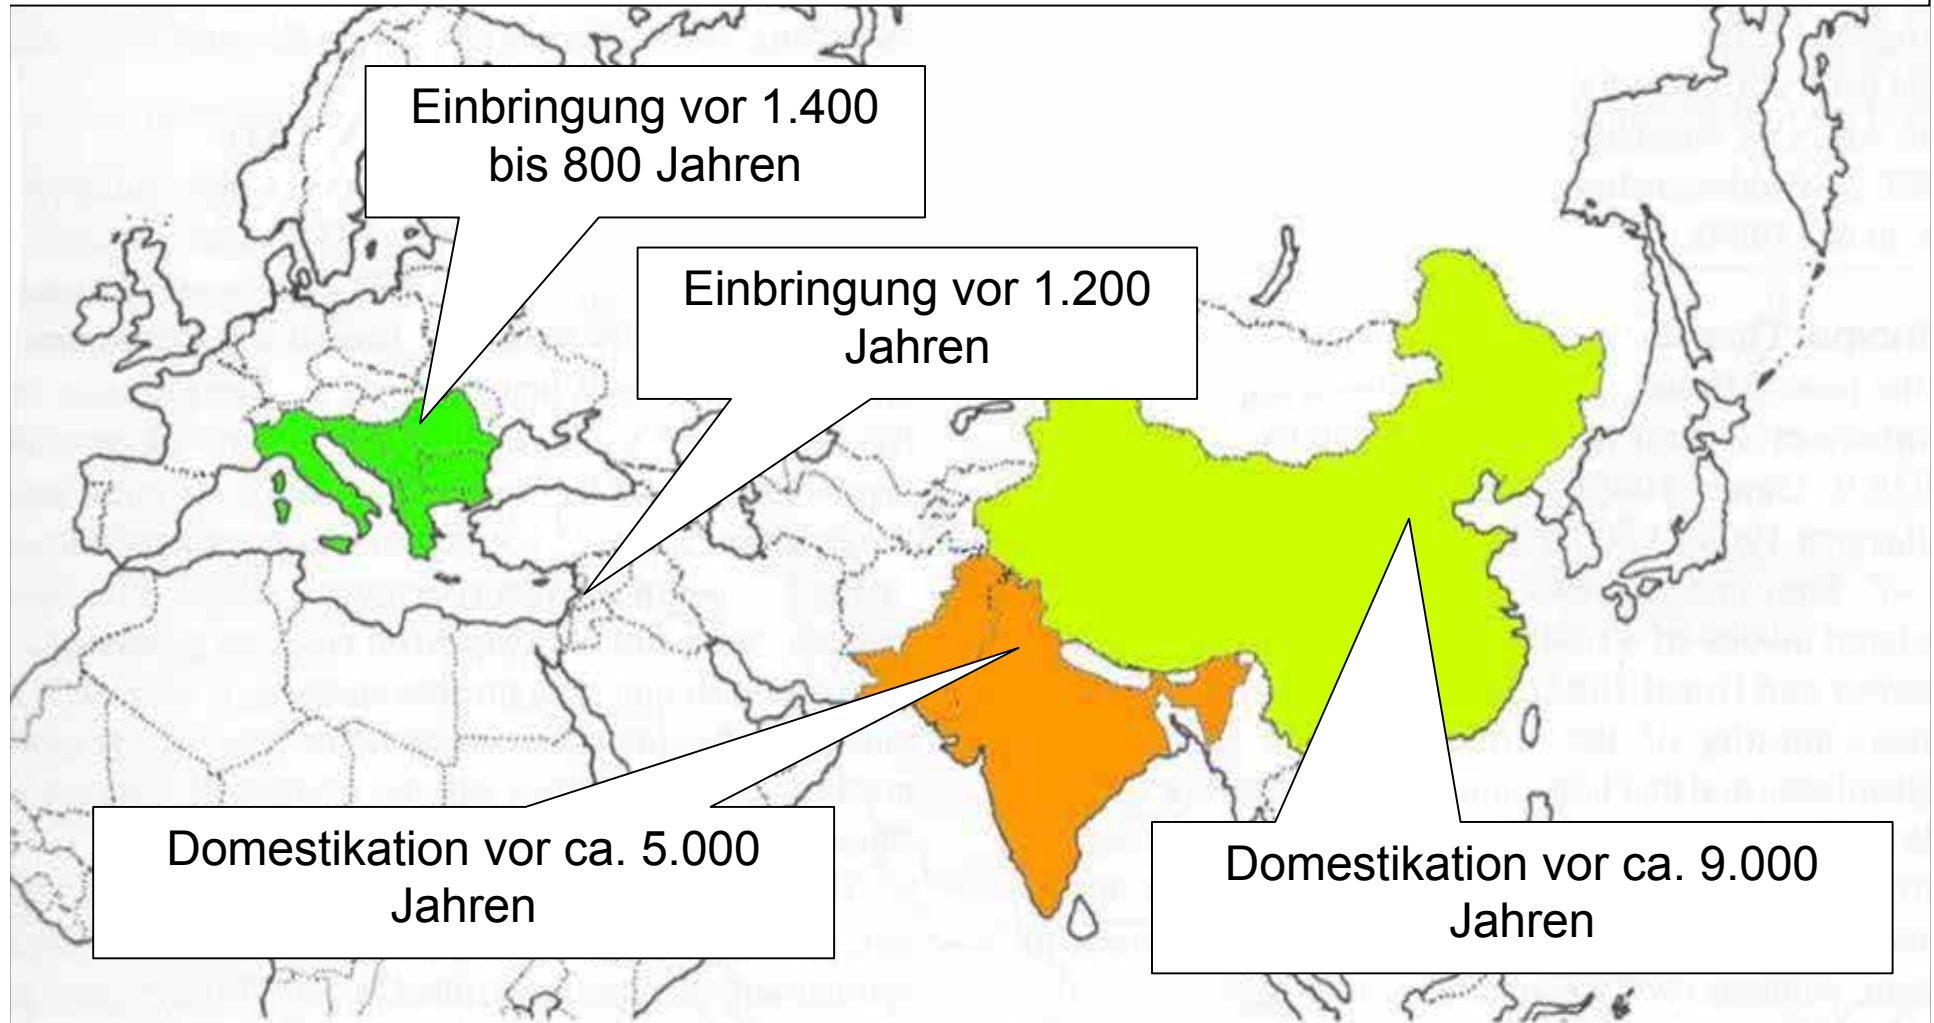 Einbringung vor 1.400
bis 800 Jahren
Einbringung vor 1.200
Jahren
Domestikation vor ca. 5.000
Jahren
Domestikation vor ca. 9.000
Jahren